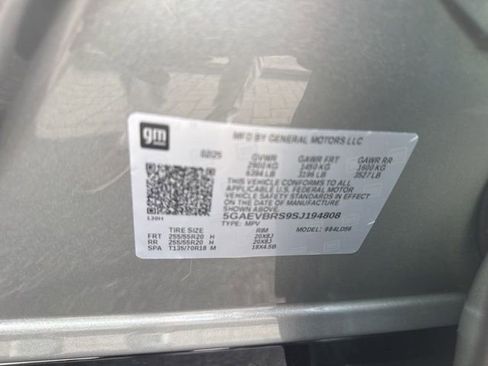 gm
MFD BY GENERAL MOTORS LLC
02/25 GVWR GAWR FRT GAWR RR
2900 KG 1450 KG 1600 KG
6394 LB 3196 LB 3527 LB
THIS VEHICLE CONFORMS TO ALL
APPLICABLE U.S. FEDERAL MOTOR
VEHICLE SAFETY STANDARDS IN EFFECT
ON THE DATE OF MANUFACTURE
SHOWN ABOVE.
5GAEVBRS9SJ194808
TYPE: MPV
TIRE SIZE RIM MODEL:
FRT 255/55R20 H 20X8J
RR 255/55R20 H 20X8J
SPA T135/70R18 M 18X4.5B